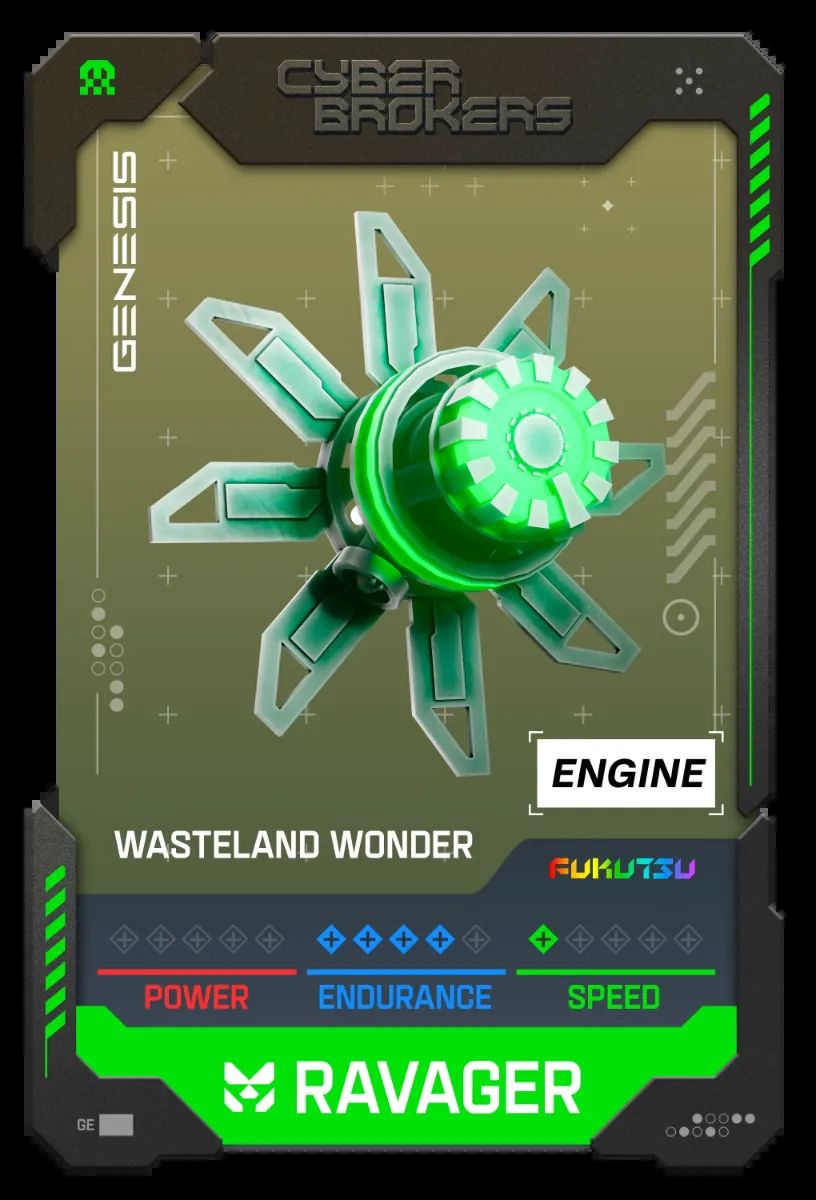 CYBER
BROKERS
GENESIS
ENGINE
WASTELAND WONDER
FUKUTSU
POWER
ENDURANCE
SPEED
RAVAGER
GE